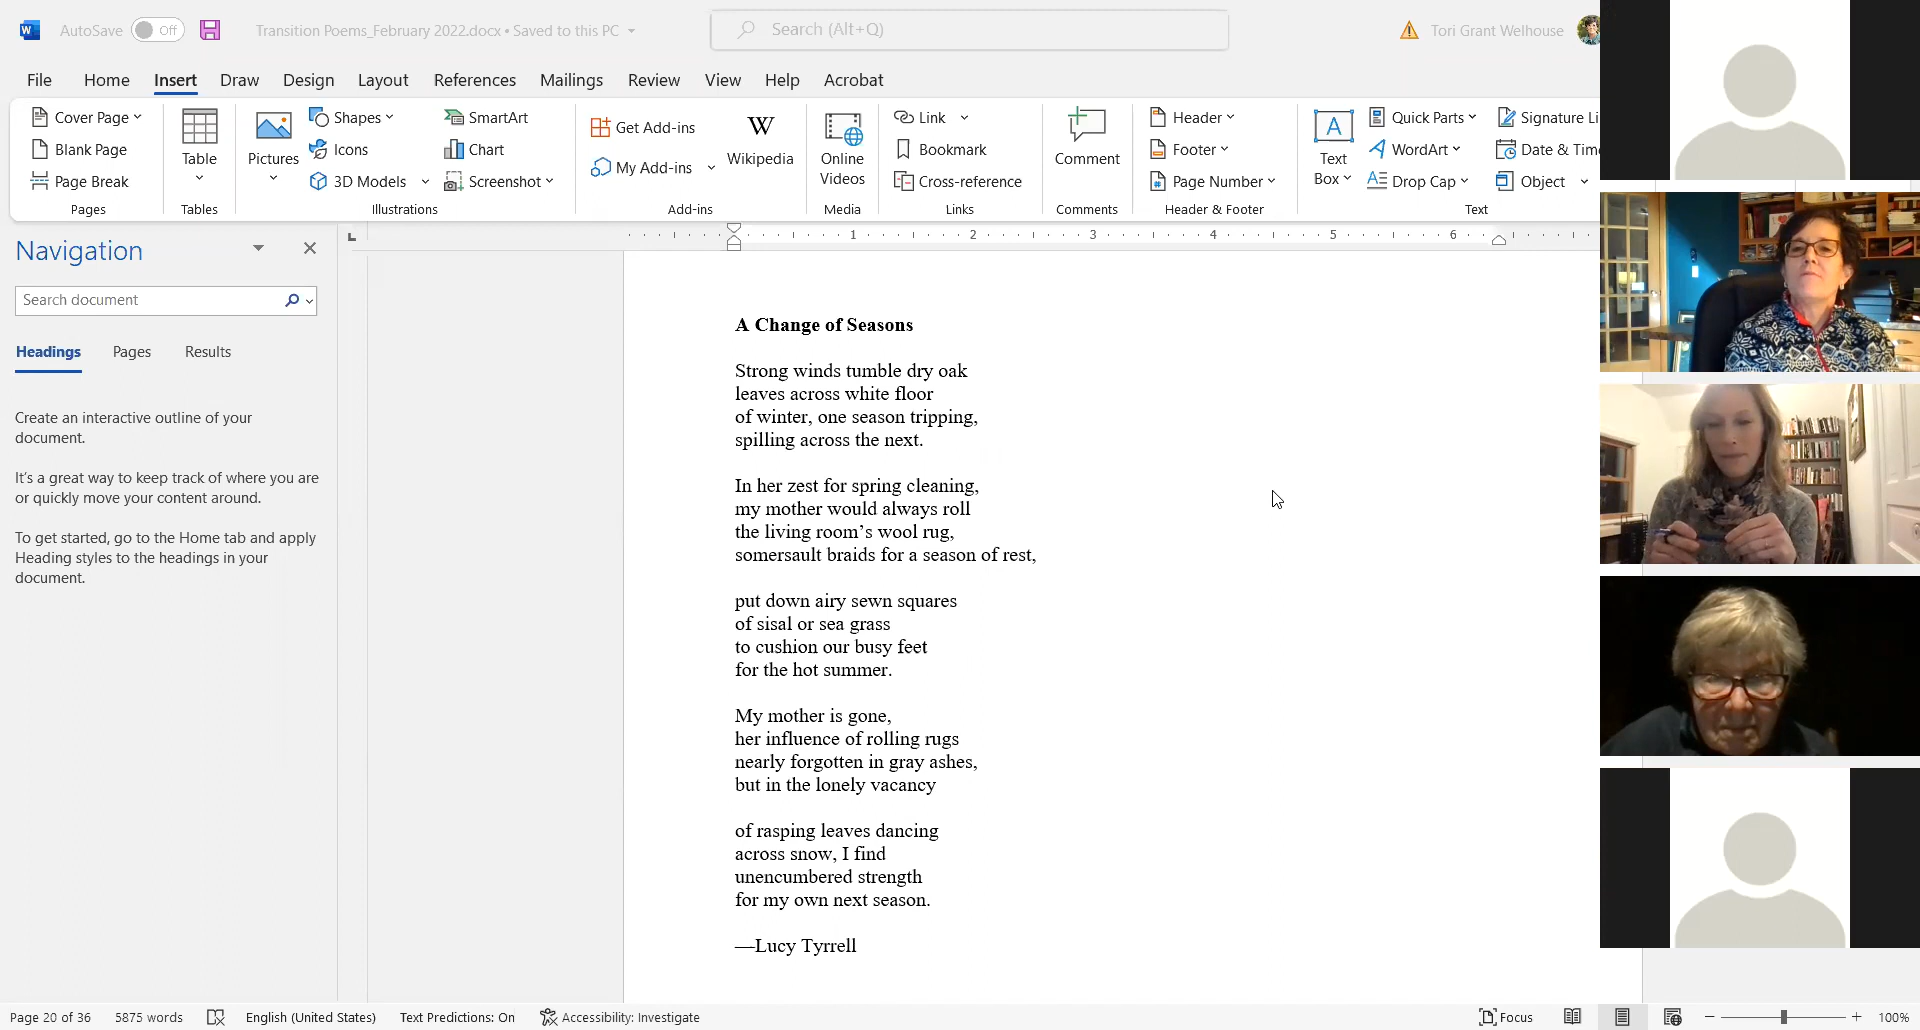 AutoSave Off Transition Poems_February 2022.docx • Saved to this PC Search (Alt+Q) Tori Grant Welhouse
File Home Insert Draw Design Layout References Mailings Review View Help Acrobat
Cover Page
Blank Page
Page Break
Pages
Table
Tables
Pictures
Shapes
Icons
3D Models
SmartArt
Chart
Screenshot
Illustrations
Get Add-ins
My Add-ins
W
Wikipedia
Add-ins
Online
Videos
Media
Link
Bookmark
Cross-reference
Links
Comment
Comments
Header
Footer
Page Number
Header & Footer
A
Text
Box
Quick Parts
WordArt
Drop Cap
Signature Li
Date & Time
Object
Text
1 2 3 4 5 6
Navigation
Search document
Headings Pages Results
Create an interactive outline of your
document.
It's a great way to keep track of where you are
or quickly move your content around.
To get started, go to the Home tab and apply
Heading styles to the headings in your
document.
A Change of Seasons
Strong winds tumble dry oak
leaves across white floor
of winter, one season tripping,
spilling across the next.
In her zest for spring cleaning,
my mother would always roll
the living room’s wool rug,
somersault braids for a season of rest,
put down airy sewn squares
of sisal or sea grass
to cushion our busy feet
for the hot summer.
My mother is gone,
her influence of rolling rugs
nearly forgotten in gray ashes,
but in the lonely vacancy
of rasping leaves dancing
across snow, I find
unencumbered strength
for my own next season.
—Lucy Tyrrell
Page 20 of 36 5875 words English (United States) Text Predictions: On Accessibility: Investigate Focus 100%